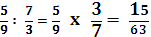 5/9 : 7/3 = 5/9 x 3/7 = 15/63